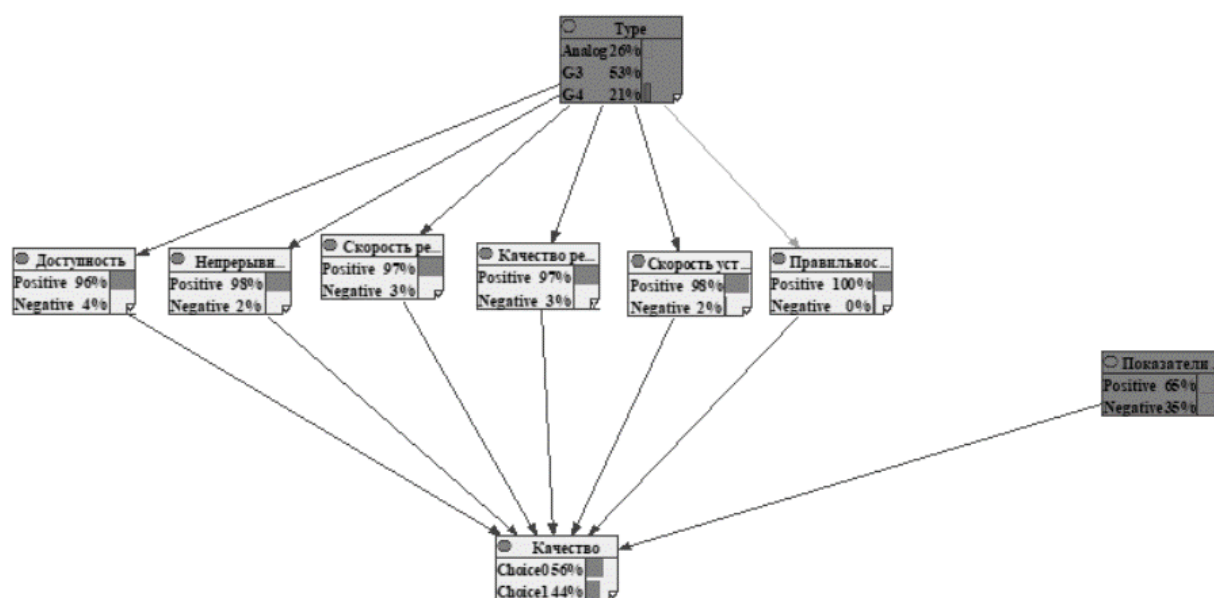 Type
Analog 26%
G3 53%
G4 21%
Доступность
Positive 96%
Negative 4%
Непрерывн...
Positive 98%
Negative 2%
Скорость ре...
Positive 97%
Negative 3%
Качество ре...
Positive 97%
Negative 3%
Скорость уст...
Positive 98%
Negative 2%
Правильнос...
Positive 100%
Negative 0%
Показатели
Positive 65%
Negative 35%
Качество
Choice0 56%
Choice1 44%